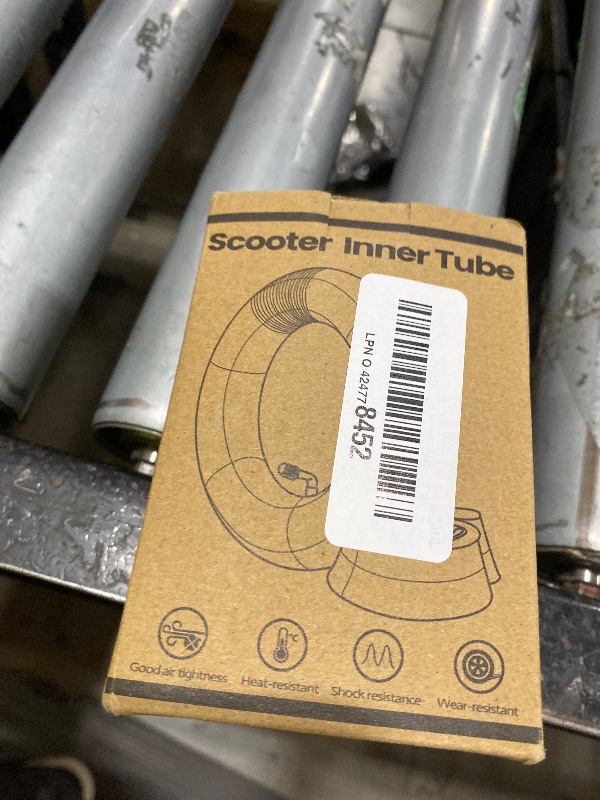 Scooter Inner Tube
LPN O 42477 8452
°C
Good air tightness
Heat-resistant
Shock resistance
Wear-resistant